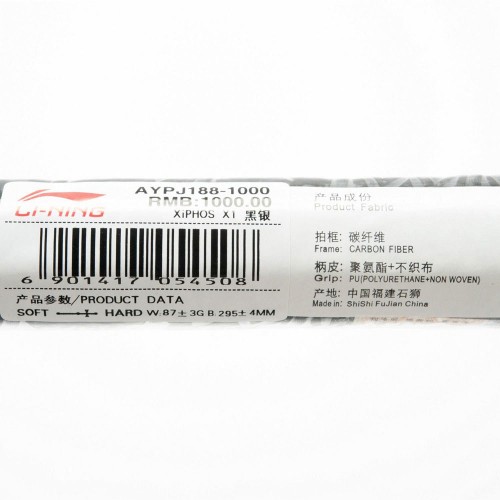 LI-NING
AYPJ188-1000
RMB:1000.00
XiPHOS X1 黑银
6 901417 054508
产品参数/PRODUCT DATA
SOFT HARD W.87±3G B.295±4MM
产品成份
Product Fabric
拍框: 碳纤维
Frame: CARBON FIBER
柄皮: 聚氨酯+不织布
Grip: PU(POLYURETHANE+NON WOVEN)
产地: 中国福建石狮
Made in: ShiShi FuJian China